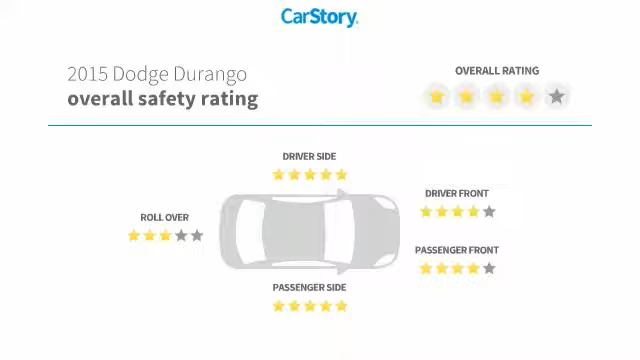 CarStory.
2015 Dodge Durango
overall safety rating
OVERALL RATING
DRIVER SIDE
DRIVER FRONT
ROLL OVER
PASSENGER FRONT
PASSENGER SIDE